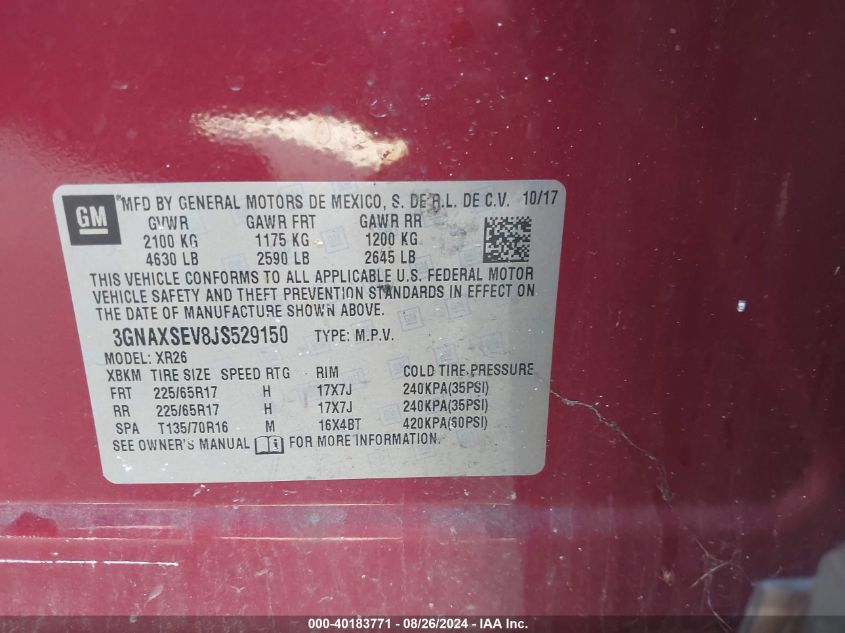 GM
®MFD BY GENERAL MOTORS DE MEXICO, S. DE R.L. DE C.V. 10/17
GVWR GAWR FRT GAWR RR
2100 KG 1175 KG 1200 KG
4630 LB 2590 LB 2645 LB
THIS VEHICLE CONFORMS TO ALL APPLICABLE U.S. FEDERAL MOTOR
VEHICLE SAFETY AND THEFT PREVENTION STANDARDS IN EFFECT ON
THE DATE OF MANUFACTURE SHOWN ABOVE.
3GNAXSEV8JS529150 TYPE: M.P.V.
MODEL: XR26
XBKM TIRE SIZE SPEED RTG RIM COLD TIRE PRESSURE
FRT 225/65R17 H 17X7J 240KPA(35PSI)
RR 225/65R17 H 17X7J 240KPA(35PSI)
SPA T135/70R16 M 16X4BT 420KPA(60PSI)
SEE OWNER'S MANUAL FOR MORE INFORMATION.
000-40183771 - 08/26/2024 - IAA Inc.